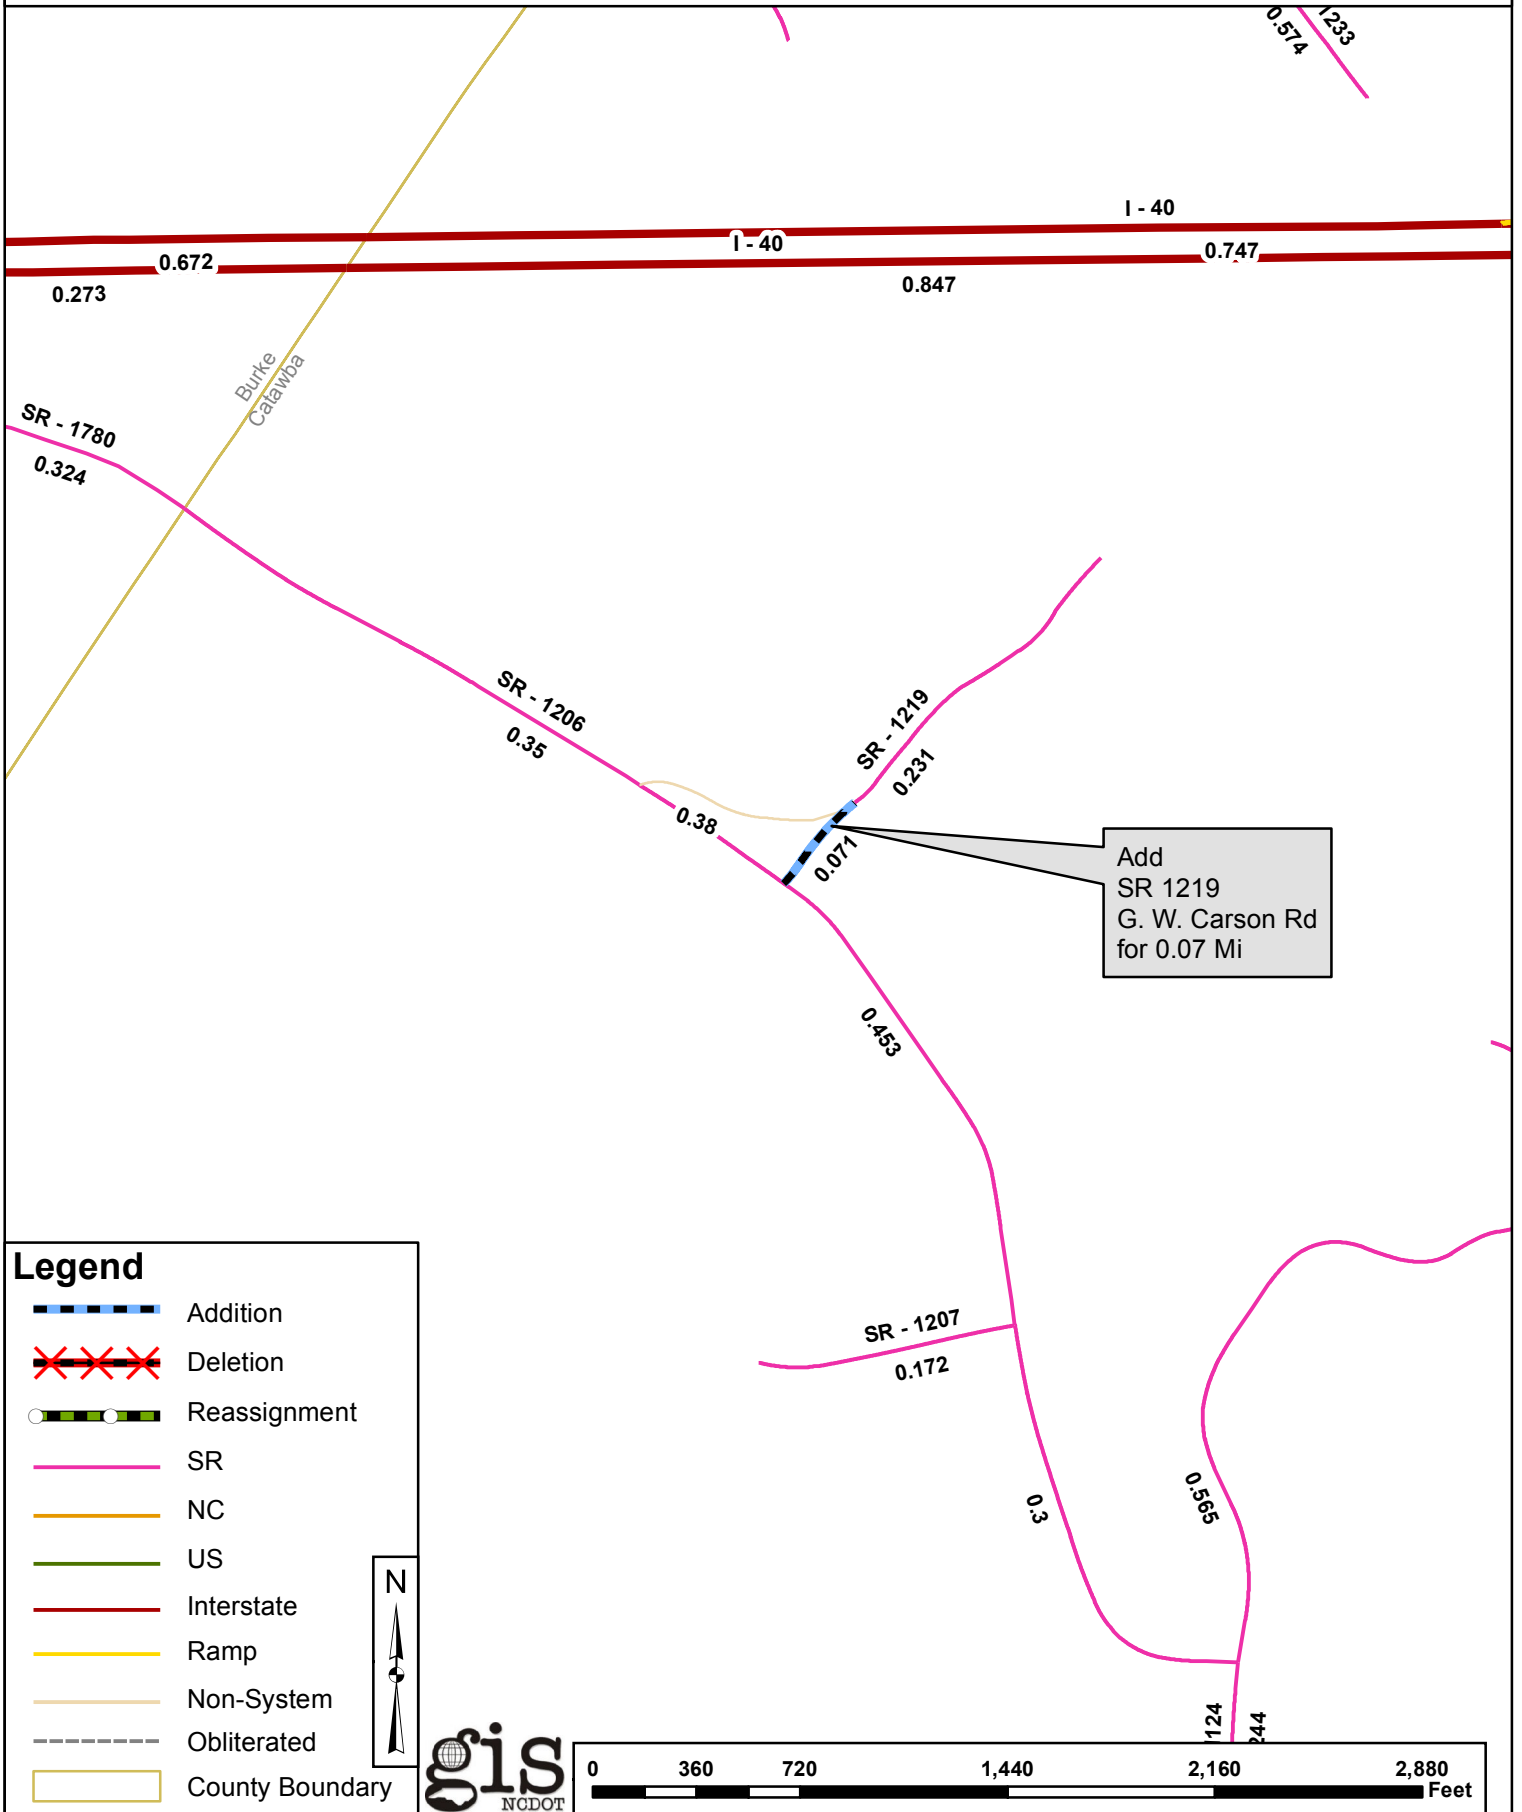 0.574
1233
I - 40
I - 40
0.672
0.747
0.273
0.847
Burke
Catawba
SR - 1780
0.324
SR - 1206
0.35
SR - 1219
0.231
0.38
0.071
Add
SR 1219
G. W. Carson Rd
for 0.07 Mi
0.453
SR - 1207
0.172
0.3
0.565
Legend
Addition
Deletion
Reassignment
SR
NC
US
Interstate
Ramp
Non-System
Obliterated
County Boundary
N
gis
NCDOT
0 360 720 1,440 2,160 2,880
Feet